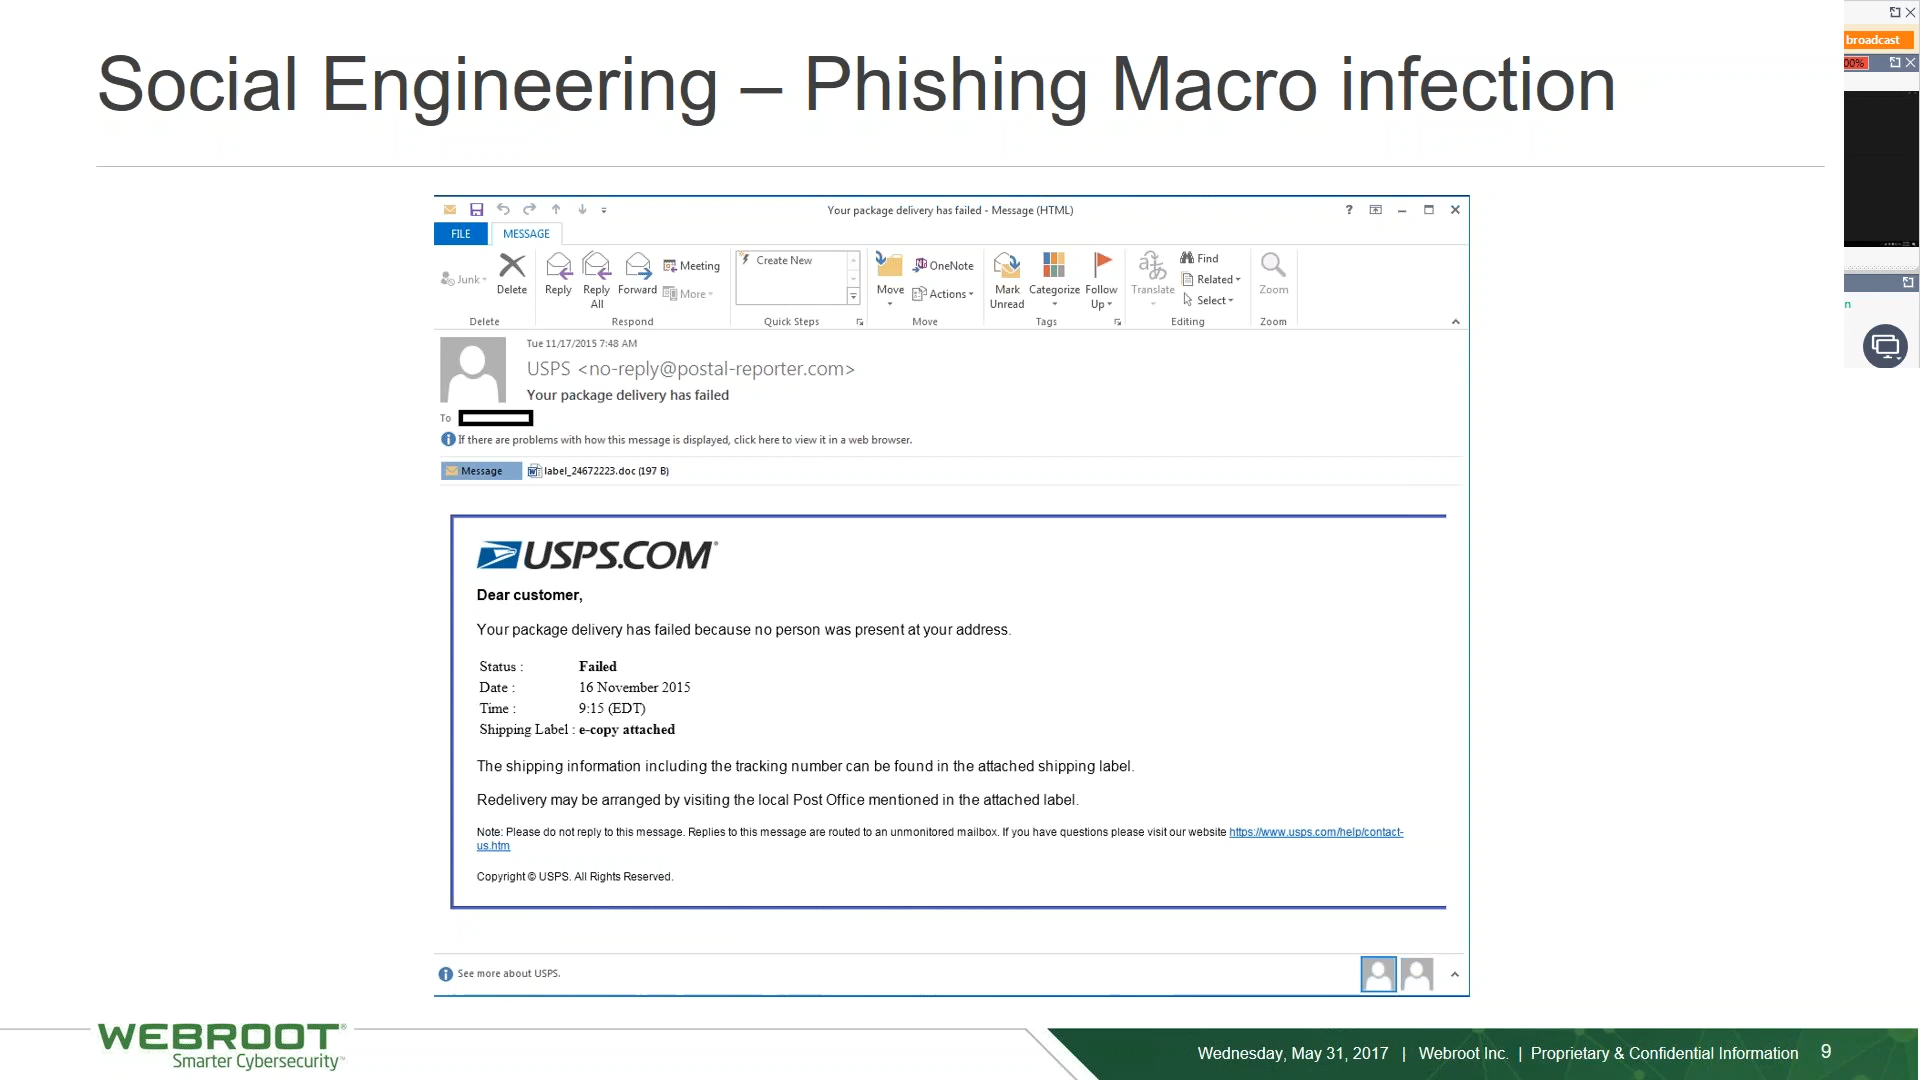 Social Engineering – Phishing Macro infection
broadcast
00%
Your package delivery has failed - Message (HTML)
?
FILE MESSAGE
Junk
Delete
Reply
Reply All
Forward
Meeting
More
Create New
Move
OneNote
Actions
Mark Unread
Categorize
Follow Up
Translate
Find
Related
Select
Zoom
Delete Respond Quick Steps Move Tags Editing Zoom
Tue 11/17/2015 7:48 AM
USPS <no-reply@postal-reporter.com>
Your package delivery has failed
To
If there are problems with how this message is displayed, click here to view it in a web browser.
Message label_24672223.doc (197 B)
USPS.COM®
Dear customer,
Your package delivery has failed because no person was present at your address.
Status : Failed
Date : 16 November 2015
Time : 9:15 (EDT)
Shipping Label : e-copy attached
The shipping information including the tracking number can be found in the attached shipping label.
Redelivery may be arranged by visiting the local Post Office mentioned in the attached label.
Note: Please do not reply to this message. Replies to this message are routed to an unmonitored mailbox. If you have questions please visit our website https://www.usps.com/help/contact-
us.htm
Copyright © USPS. All Rights Reserved.
See more about USPS.
WEBROOT®
Smarter Cybersecurity™
Wednesday, May 31, 2017 | Webroot Inc. | Proprietary & Confidential Information 9